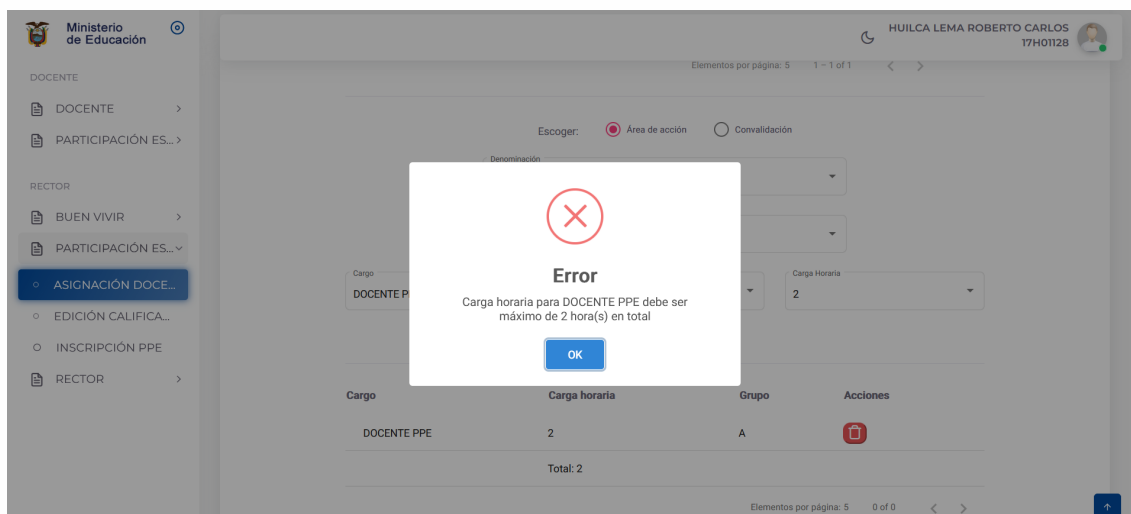 Ministerio
de Educación
HUILCA LEMA ROBERTO CARLOS
17H01128
Elementos por página: 5 1 – 1 of 1
DOCENTE
DOCENTE
PARTICIPACIÓN ES...
RECTOR
BUEN VIVIR
PARTICIPACIÓN ES...
ASIGNACIÓN DOCE...
EDICIÓN CALIFICA...
INSCRIPCIÓN PPE
RECTOR
Escoger: Área de acción Convalidación
Denominación
Cargo
DOCENTE P
Carga Horaria
2
Error
Carga horaria para DOCENTE PPE debe ser
máximo de 2 hora(s) en total
OK
Cargo Carga horaria Grupo Acciones
DOCENTE PPE 2 A
Total: 2
Elementos por página: 5 0 of 0